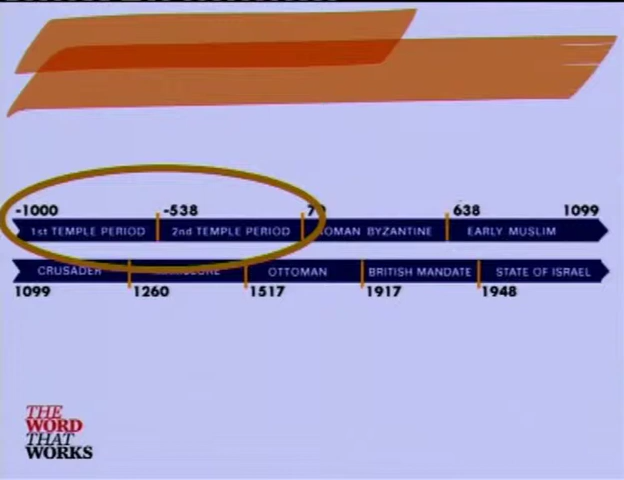 -1000 -538 638 1099
1st TEMPLE PERIOD 2nd TEMPLE PERIOD BYZANTINE EARLY MUSLIM
CRUSADER OTTOMAN BRITISH MANDATE STATE OF ISRAEL
1099 1260 1517 1917 1948
THE
WORD
THAT
WORKS